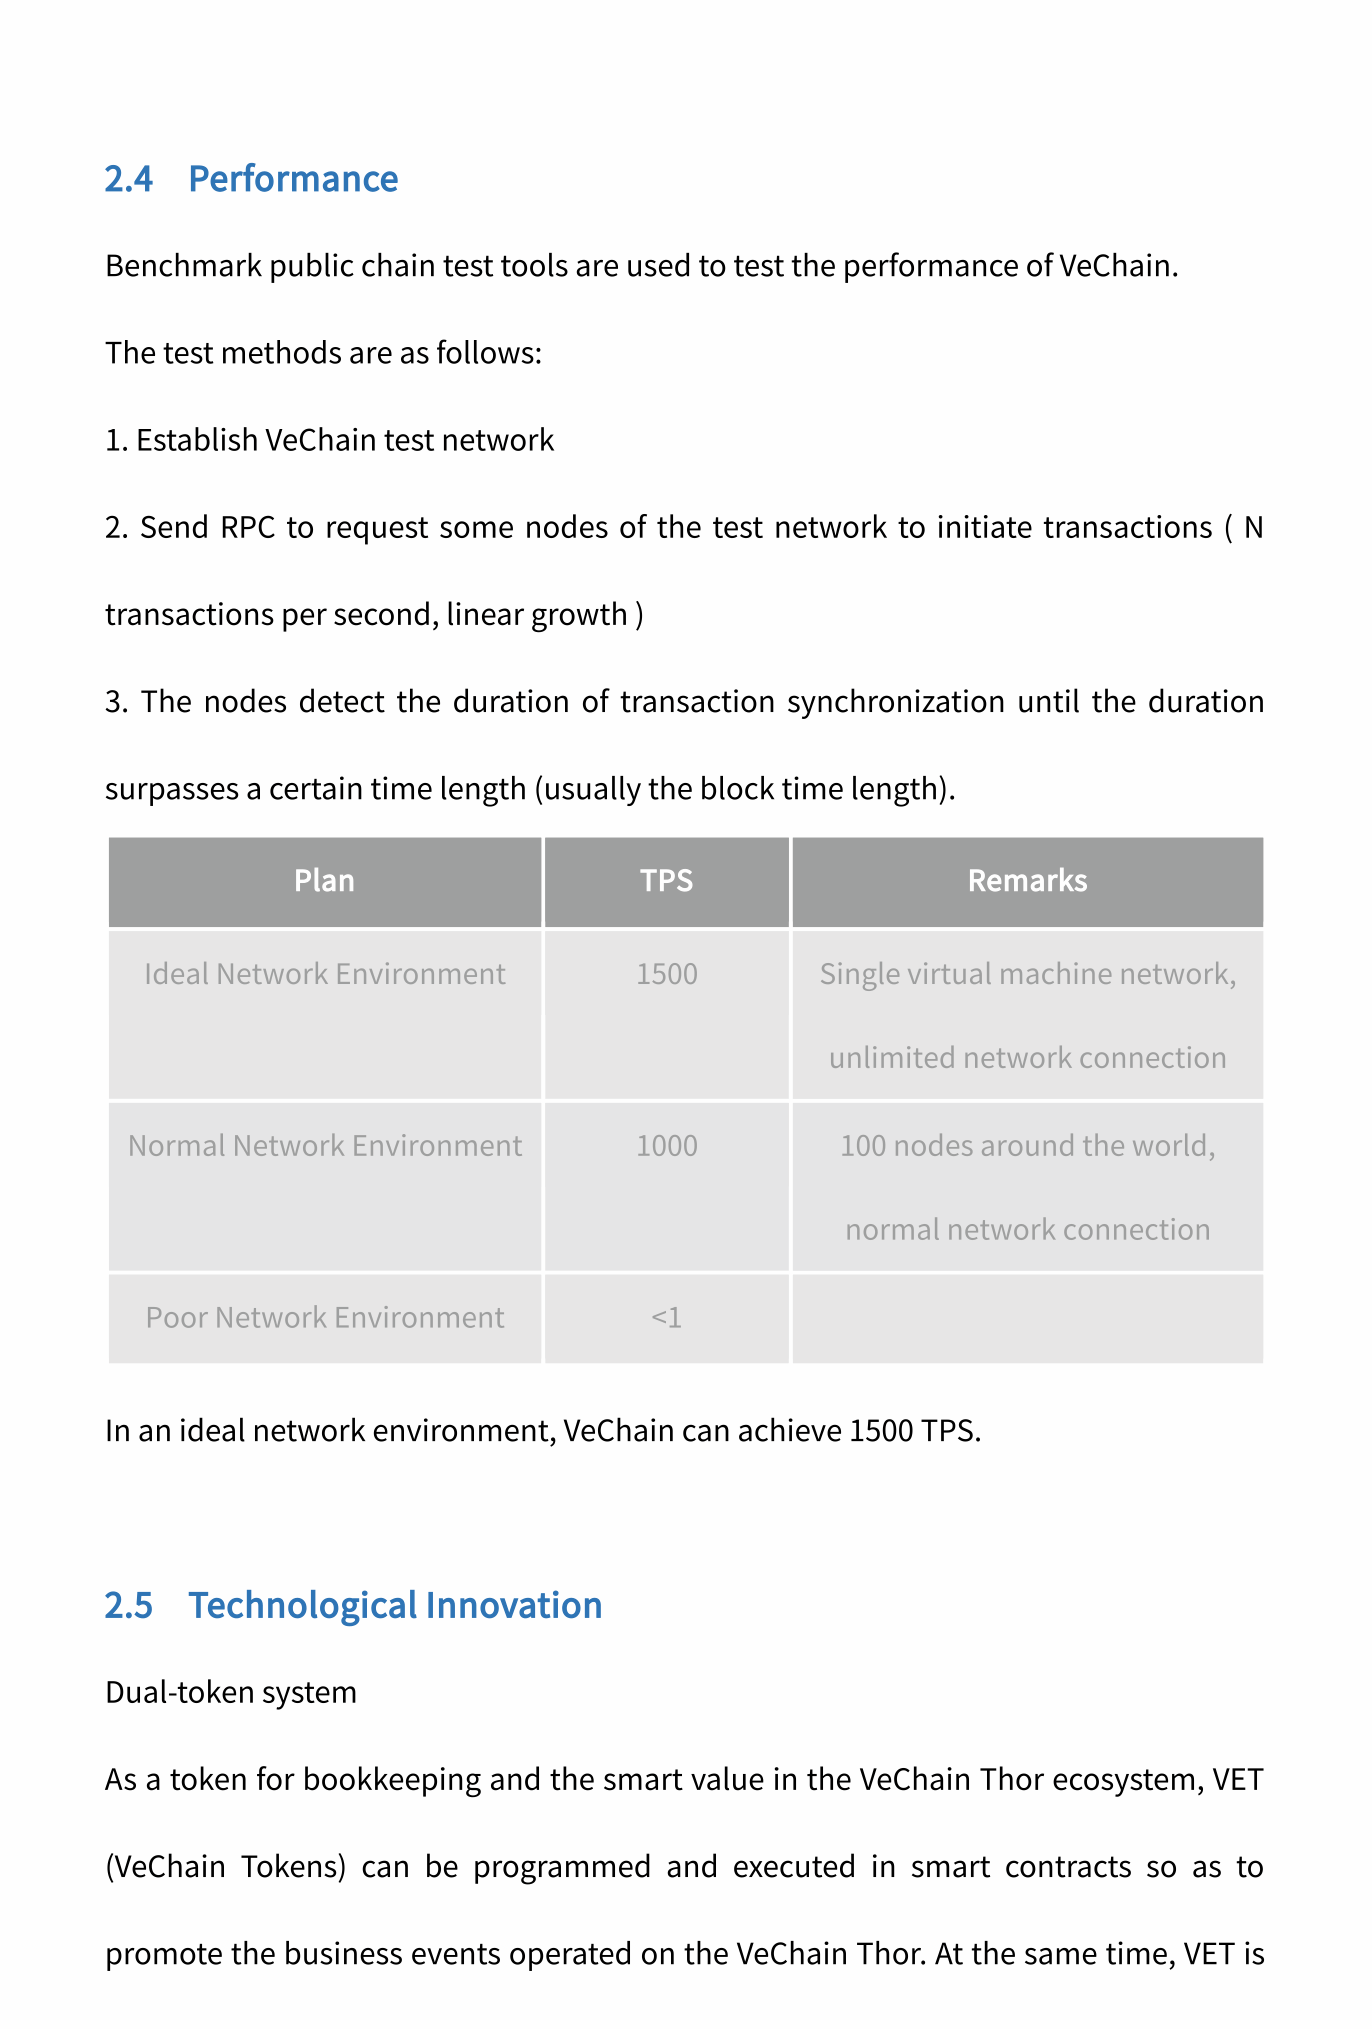 2.4 Performance
Benchmark public chain test tools are used to test the performance of VeChain.
The test methods are as follows:
1. Establish VeChain test network
2. Send RPC to request some nodes of the test network to initiate transactions ( N
transactions per second, linear growth )
3. The nodes detect the duration of transaction synchronization until the duration
surpasses a certain time length (usually the block time length).
Plan TPS Remarks
Ideal Network Environment 1500 Single virtual machine network,
unlimited network connection
Normal Network Environment 1000 100 nodes around the world,
normal network connection
Poor Network Environment <1
In an ideal network environment, VeChain can achieve 1500 TPS.
2.5 Technological Innovation
Dual-token system
As a token for bookkeeping and the smart value in the VeChain Thor ecosystem, VET
(VeChain Tokens) can be programmed and executed in smart contracts so as to
promote the business events operated on the VeChain Thor. At the same time, VET is